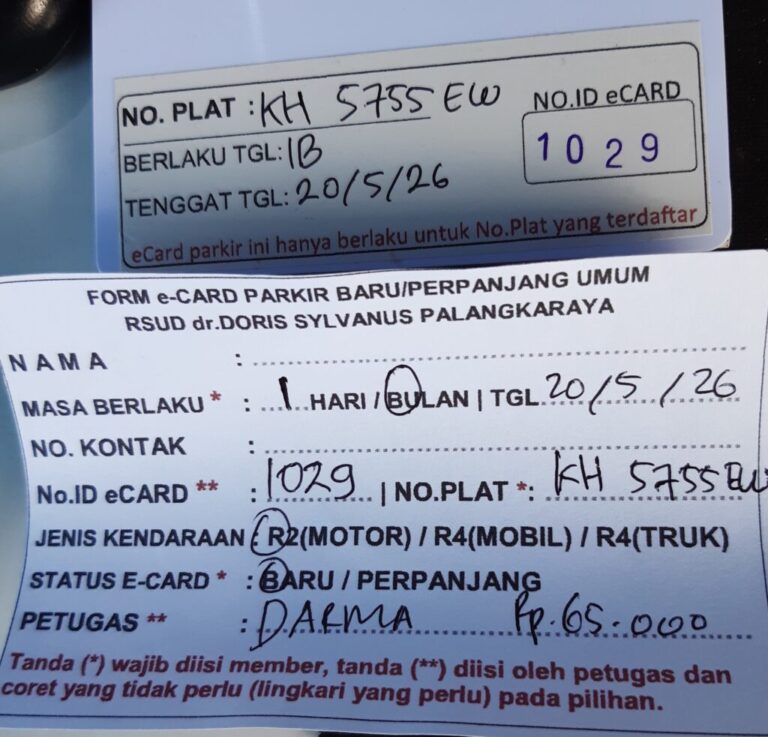 NO. PLAT : KH 5755 EW
NO.ID eCARD
1029
BERLAKU TGL: 1B
TENGGAT TGL: 20/5/26
eCard parkir ini hanya berlaku untuk No.Plat yang terdaftar
FORM e-CARD PARKIR BARU/PERPANJANG UMUM
RSUD dr.DORIS SYLVANUS PALANGKARAYA
NAMA :
MASA BERLAKU * : 1 HARI / BULAN | TGL 20/5/26
NO. KONTAK :
No.ID eCARD ** : 1029 | NO.PLAT *: KH 5755 EW
JENIS KENDARAAN : R2(MOTOR) / R4(MOBIL) / R4(TRUK)
STATUS E-CARD * : BARU / PERPANJANG
PETUGAS ** : DARMA Rp. 65.000
Tanda (*) wajib diisi member, tanda (**) diisi oleh petugas dan
coret yang tidak perlu (lingkari yang perlu) pada pilihan.